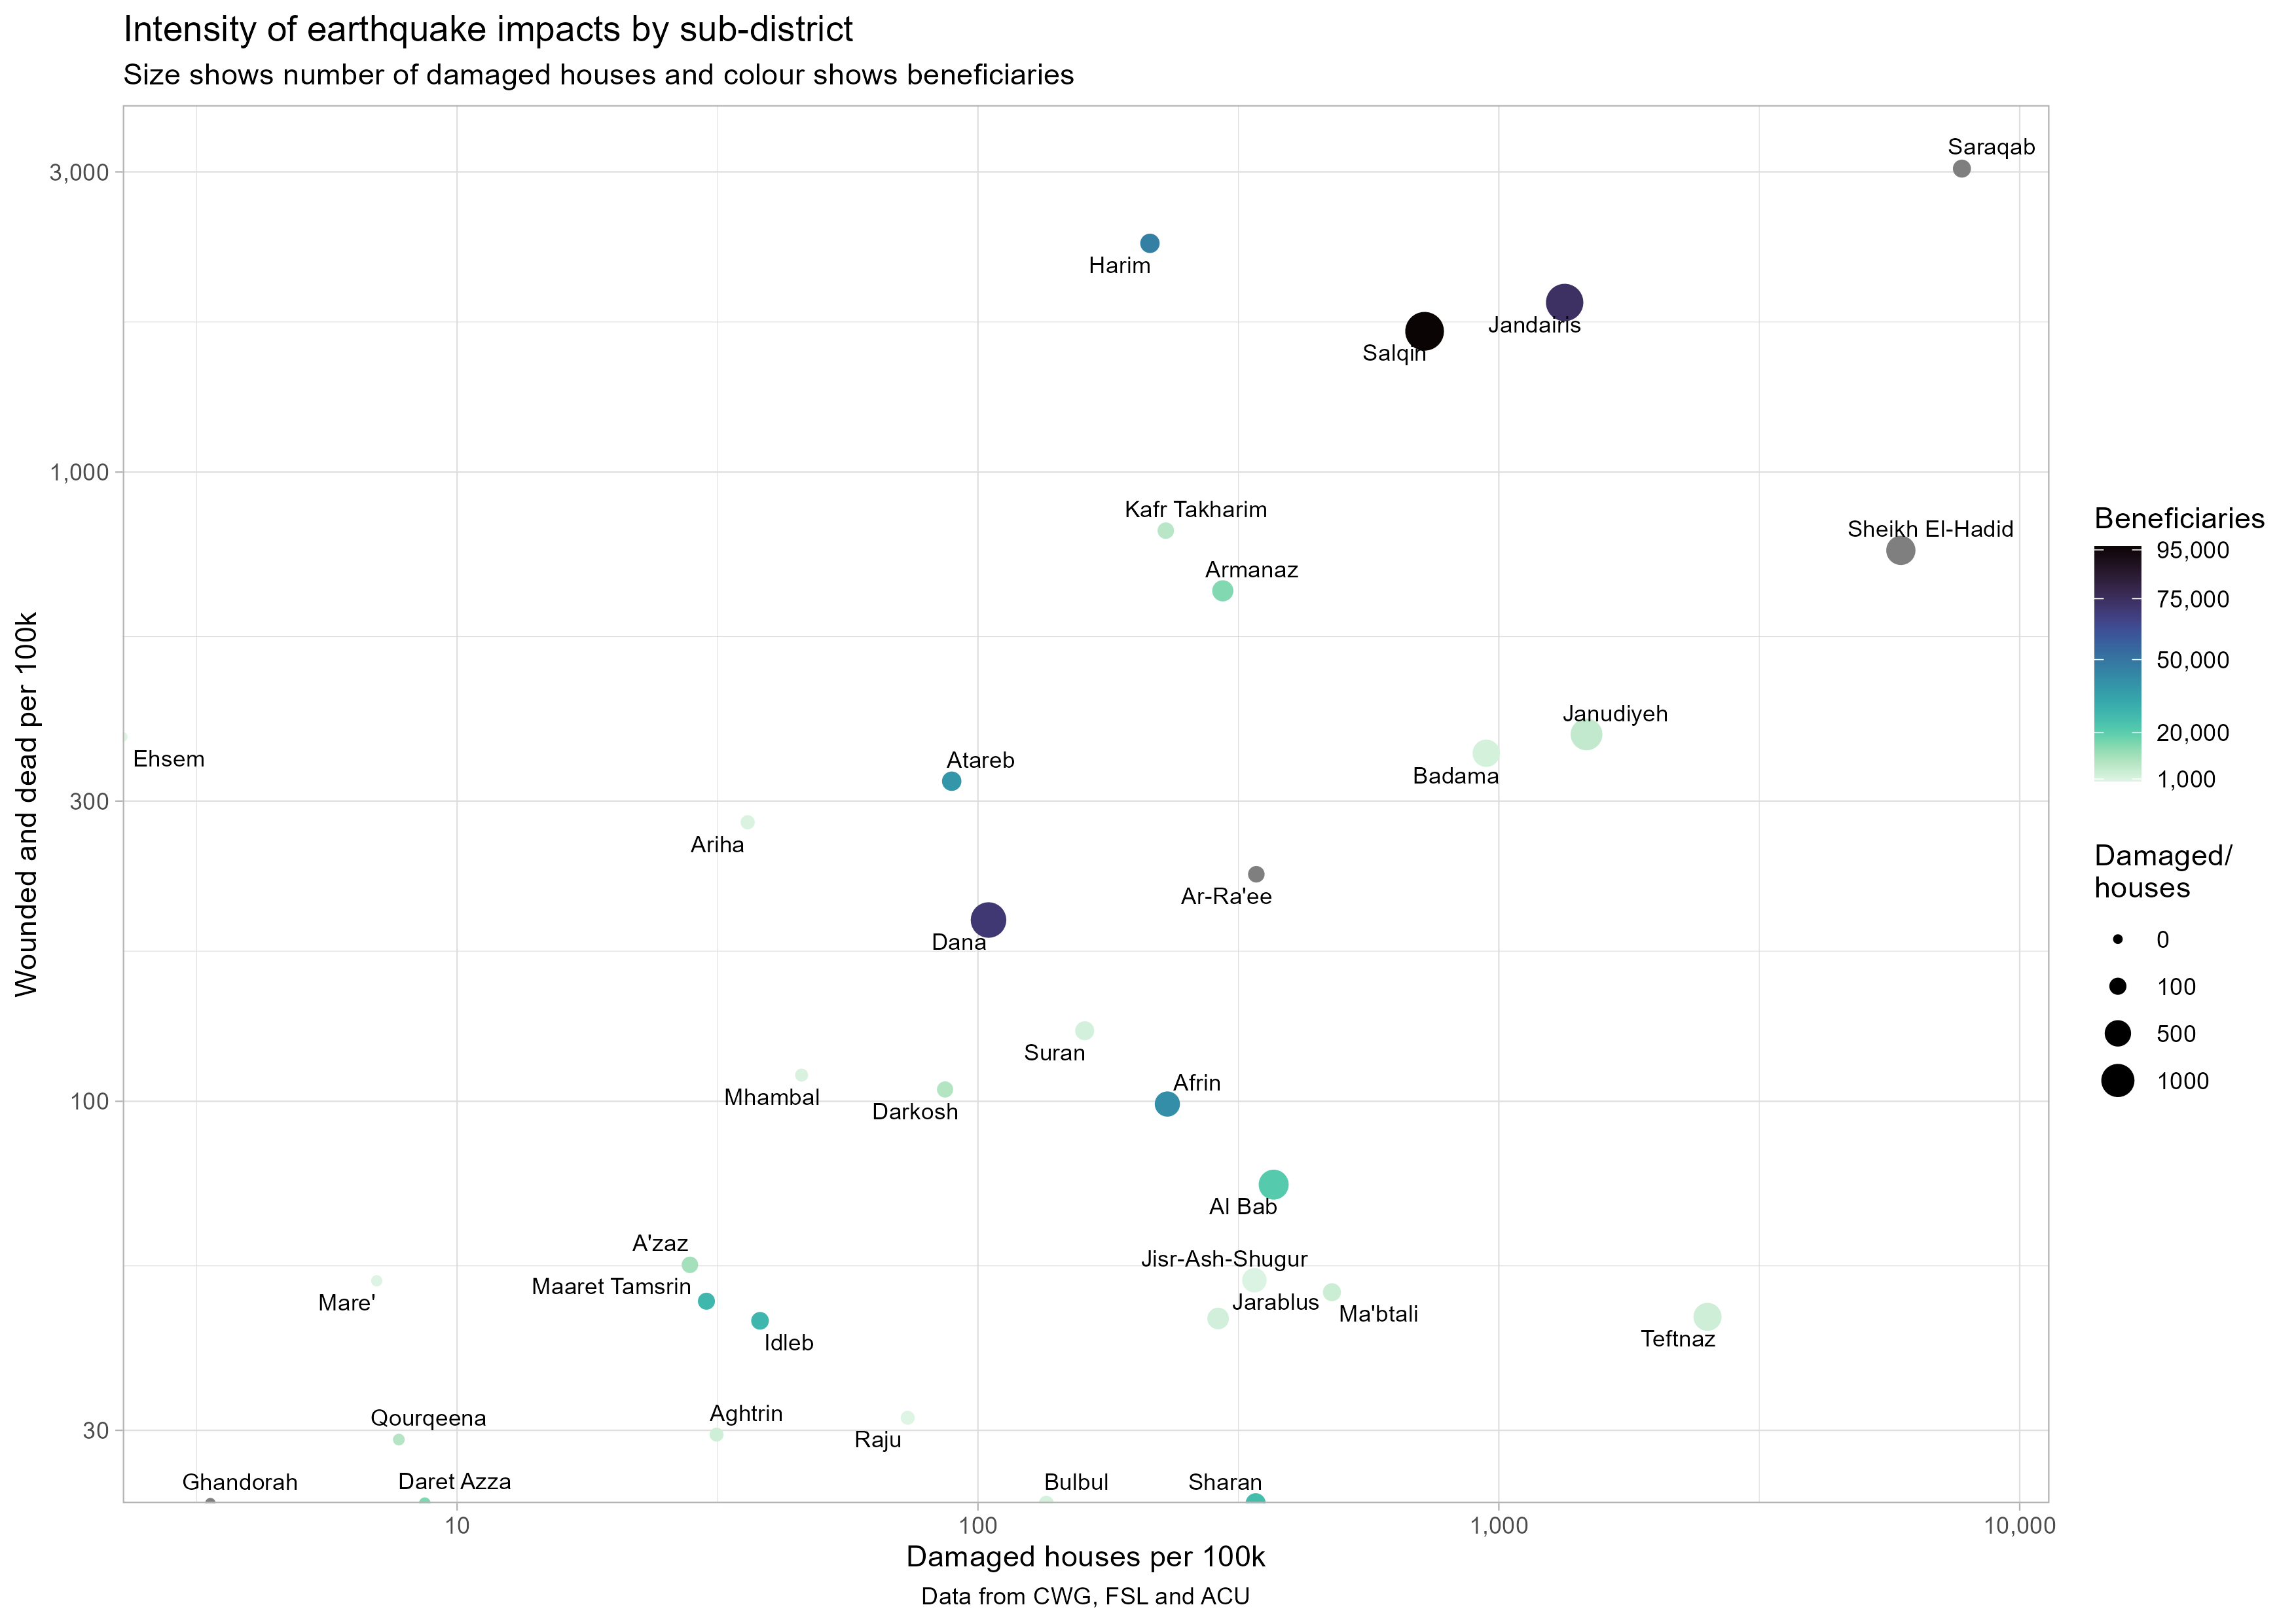 Intensity of earthquake impacts by sub-district
Size shows number of damaged houses and colour shows beneficiaries
Wounded and dead per 100k
3,000
1,000
300
100
30
Saraqab
Harim
Jandairis
Salqin
Kafr Takharim
Sheikh El-Hadid
Armanaz
Janudiyeh
Ehsem
Atareb
Badama
Ariha
Ar-Ra'ee
Dana
Suran
Afrin
Mhambal
Darkosh
Al Bab
A'zaz
Jisr-Ash-Shugur
Maaret Tamsrin
Mare'
Jarablus
Ma'btali
Idleb
Teftnaz
Aghtrin
Qourqeena
Raju
Ghandorah
Daret Azza
Bulbul
Sharan
10
100
1,000
10,000
Damaged houses per 100k
Data from CWG, FSL and ACU
Beneficiaries
95,000
75,000
50,000
20,000
1,000
Damaged/
houses
0
100
500
1000